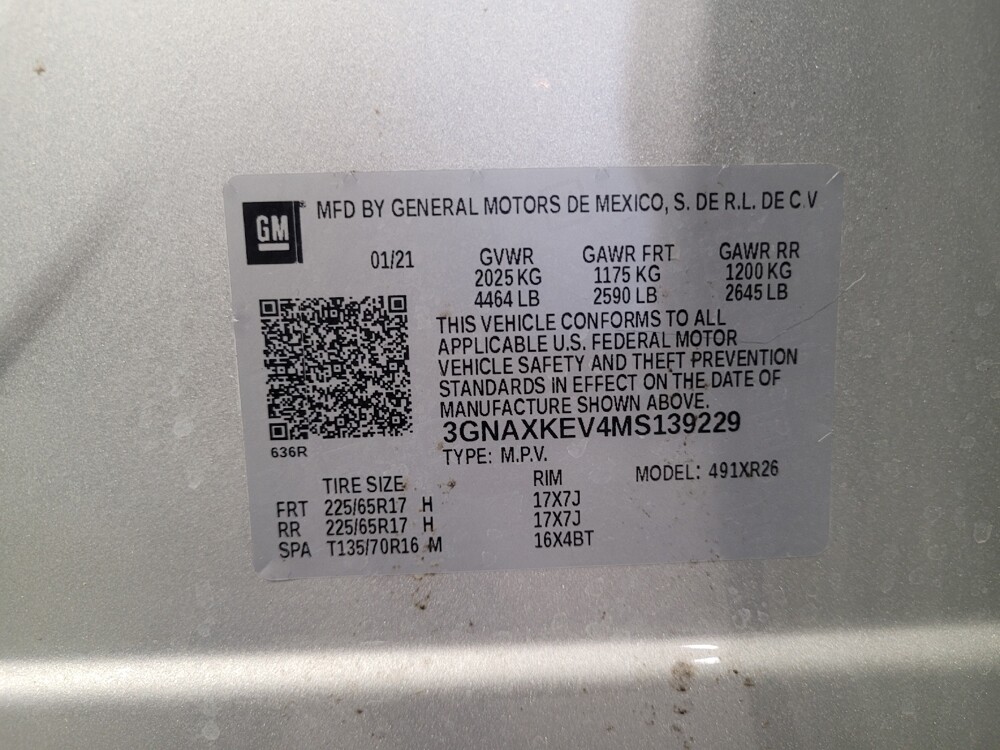 GM MFD BY GENERAL MOTORS DE MEXICO, S. DE R.L. DE C.V
01/21 GVWR GAWR FRT GAWR RR
2025 KG 1175 KG 1200 KG
4464 LB 2590 LB 2645 LB
THIS VEHICLE CONFORMS TO ALL
APPLICABLE U.S. FEDERAL MOTOR
VEHICLE SAFETY AND THEFT PREVENTION
STANDARDS IN EFFECT ON THE DATE OF
MANUFACTURE SHOWN ABOVE.
3GNAXKEV4MS139229
636R
TYPE: M.P.V.
TIRE SIZE RIM MODEL: 491XR26
FRT 225/65R17 H 17X7J
RR 225/65R17 H 17X7J
SPA T135/70R16 M 16X4BT